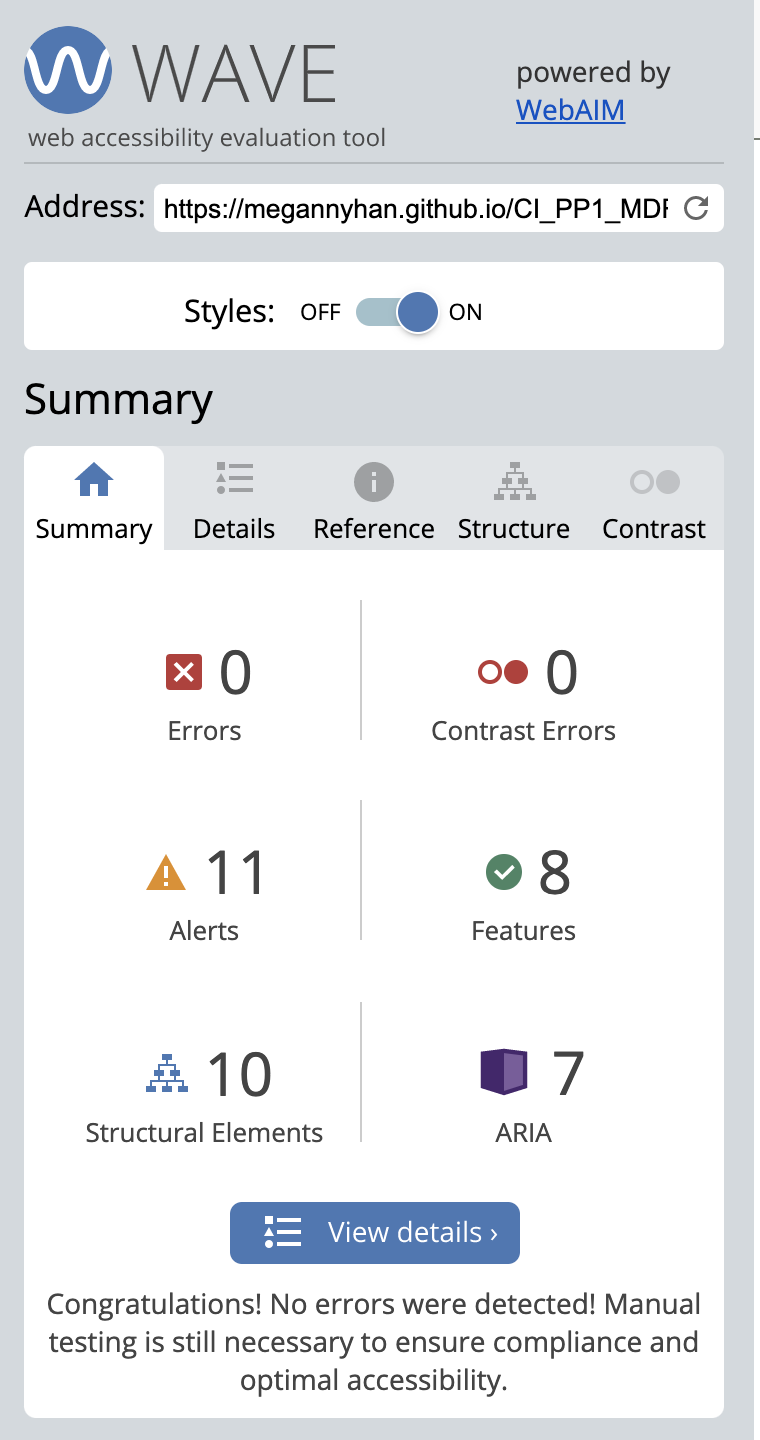 WAVE
powered by
WebAIM
web accessibility evaluation tool
Address: https://megannyhan.github.io/CI_PP1_MDF
Styles: OFF ON
Summary
Summary Details Reference Structure Contrast
0 0
Errors Contrast Errors
11 8
Alerts Features
10 7
Structural Elements ARIA
View details ›
Congratulations! No errors were detected! Manual
testing is still necessary to ensure compliance and
optimal accessibility.